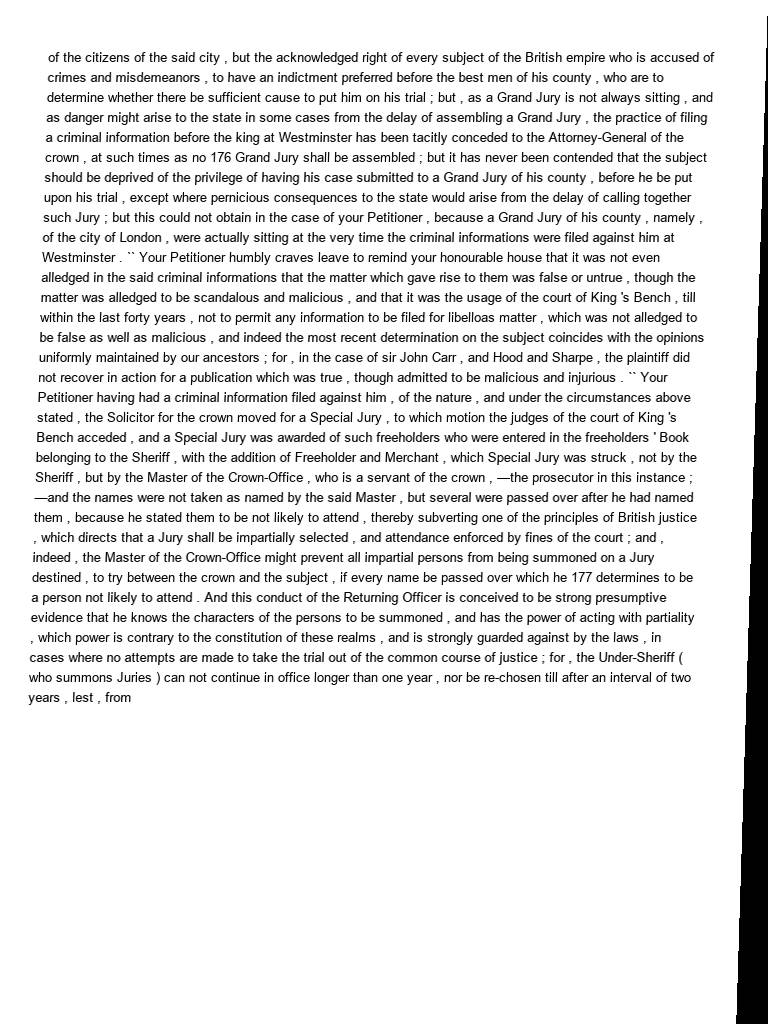 of the citizens of the said city , but the acknowledged right of every subject of the British empire who is accused of
crimes and misdemeanors , to have an indictment preferred before the best men of his county , who are to
determine whether there be sufficient cause to put him on his trial ; but , as a Grand Jury is not always sitting , and
as danger might arise to the state in some cases from the delay of assembling a Grand Jury , the practice of filing
a criminal information before the king at Westminster has been tacitly conceded to the Attorney-General of the
crown , at such times as no 176 Grand Jury shall be assembled ; but it has never been contended that the subject
should be deprived of the privilege of having his case submitted to a Grand Jury of his county , before he be put
upon his trial , except where pernicious consequences to the state would arise from the delay of calling together
such Jury ; but this could not obtain in the case of your Petitioner , because a Grand Jury of his county , namely ,
of the city of London , were actually sitting at the very time the criminal informations were filed against him at
Westminster . `` Your Petitioner humbly craves leave to remind your honourable house that it was not even
alledged in the said criminal informations that the matter which gave rise to them was false or untrue , though the
matter was alledged to be scandalous and malicious , and that it was the usage of the court of King 's Bench , till
within the last forty years , not to permit any information to be filed for libelloas matter , which was not alledged to
be false as well as malicious , and indeed the most recent determination on the subject coincides with the opinions
uniformly maintained by our ancestors ; for , in the case of sir John Carr , and Hood and Sharpe , the plaintiff did
not recover in action for a publication which was true , though admitted to be malicious and injurious . `` Your
Petitioner having had a criminal information filed against him , of the nature , and under the circumstances above
stated , the Solicitor for the crown moved for a Special Jury , to which motion the judges of the court of King 's
Bench acceded , and a Special Jury was awarded of such freeholders who were entered in the freeholders ' Book
belonging to the Sheriff , with the addition of Freeholder and Merchant , which Special Jury was struck , not by the
Sheriff , but by the Master of the Crown-Office , who is a servant of the crown , —the prosecutor in this instance ;
—and the names were not taken as named by the said Master , but several were passed over after he had named
them , because he stated them to be not likely to attend , thereby subverting one of the principles of British justice
, which directs that a Jury shall be impartially selected , and attendance enforced by fines of the court ; and ,
indeed , the Master of the Crown-Office might prevent all impartial persons from being summoned on a Jury
destined , to try between the crown and the subject , if every name be passed over which he 177 determines to be
a person not likely to attend . And this conduct of the Returning Officer is conceived to be strong presumptive
evidence that he knows the characters of the persons to be summoned , and has the power of acting with partiality
, which power is contrary to the constitution of these realms , and is strongly guarded against by the laws , in
cases where no attempts are made to take the trial out of the common course of justice ; for , the Under-Sheriff (
who summons Juries ) can not continue in office longer than one year , nor be re-chosen till after an interval of two
years , lest , from